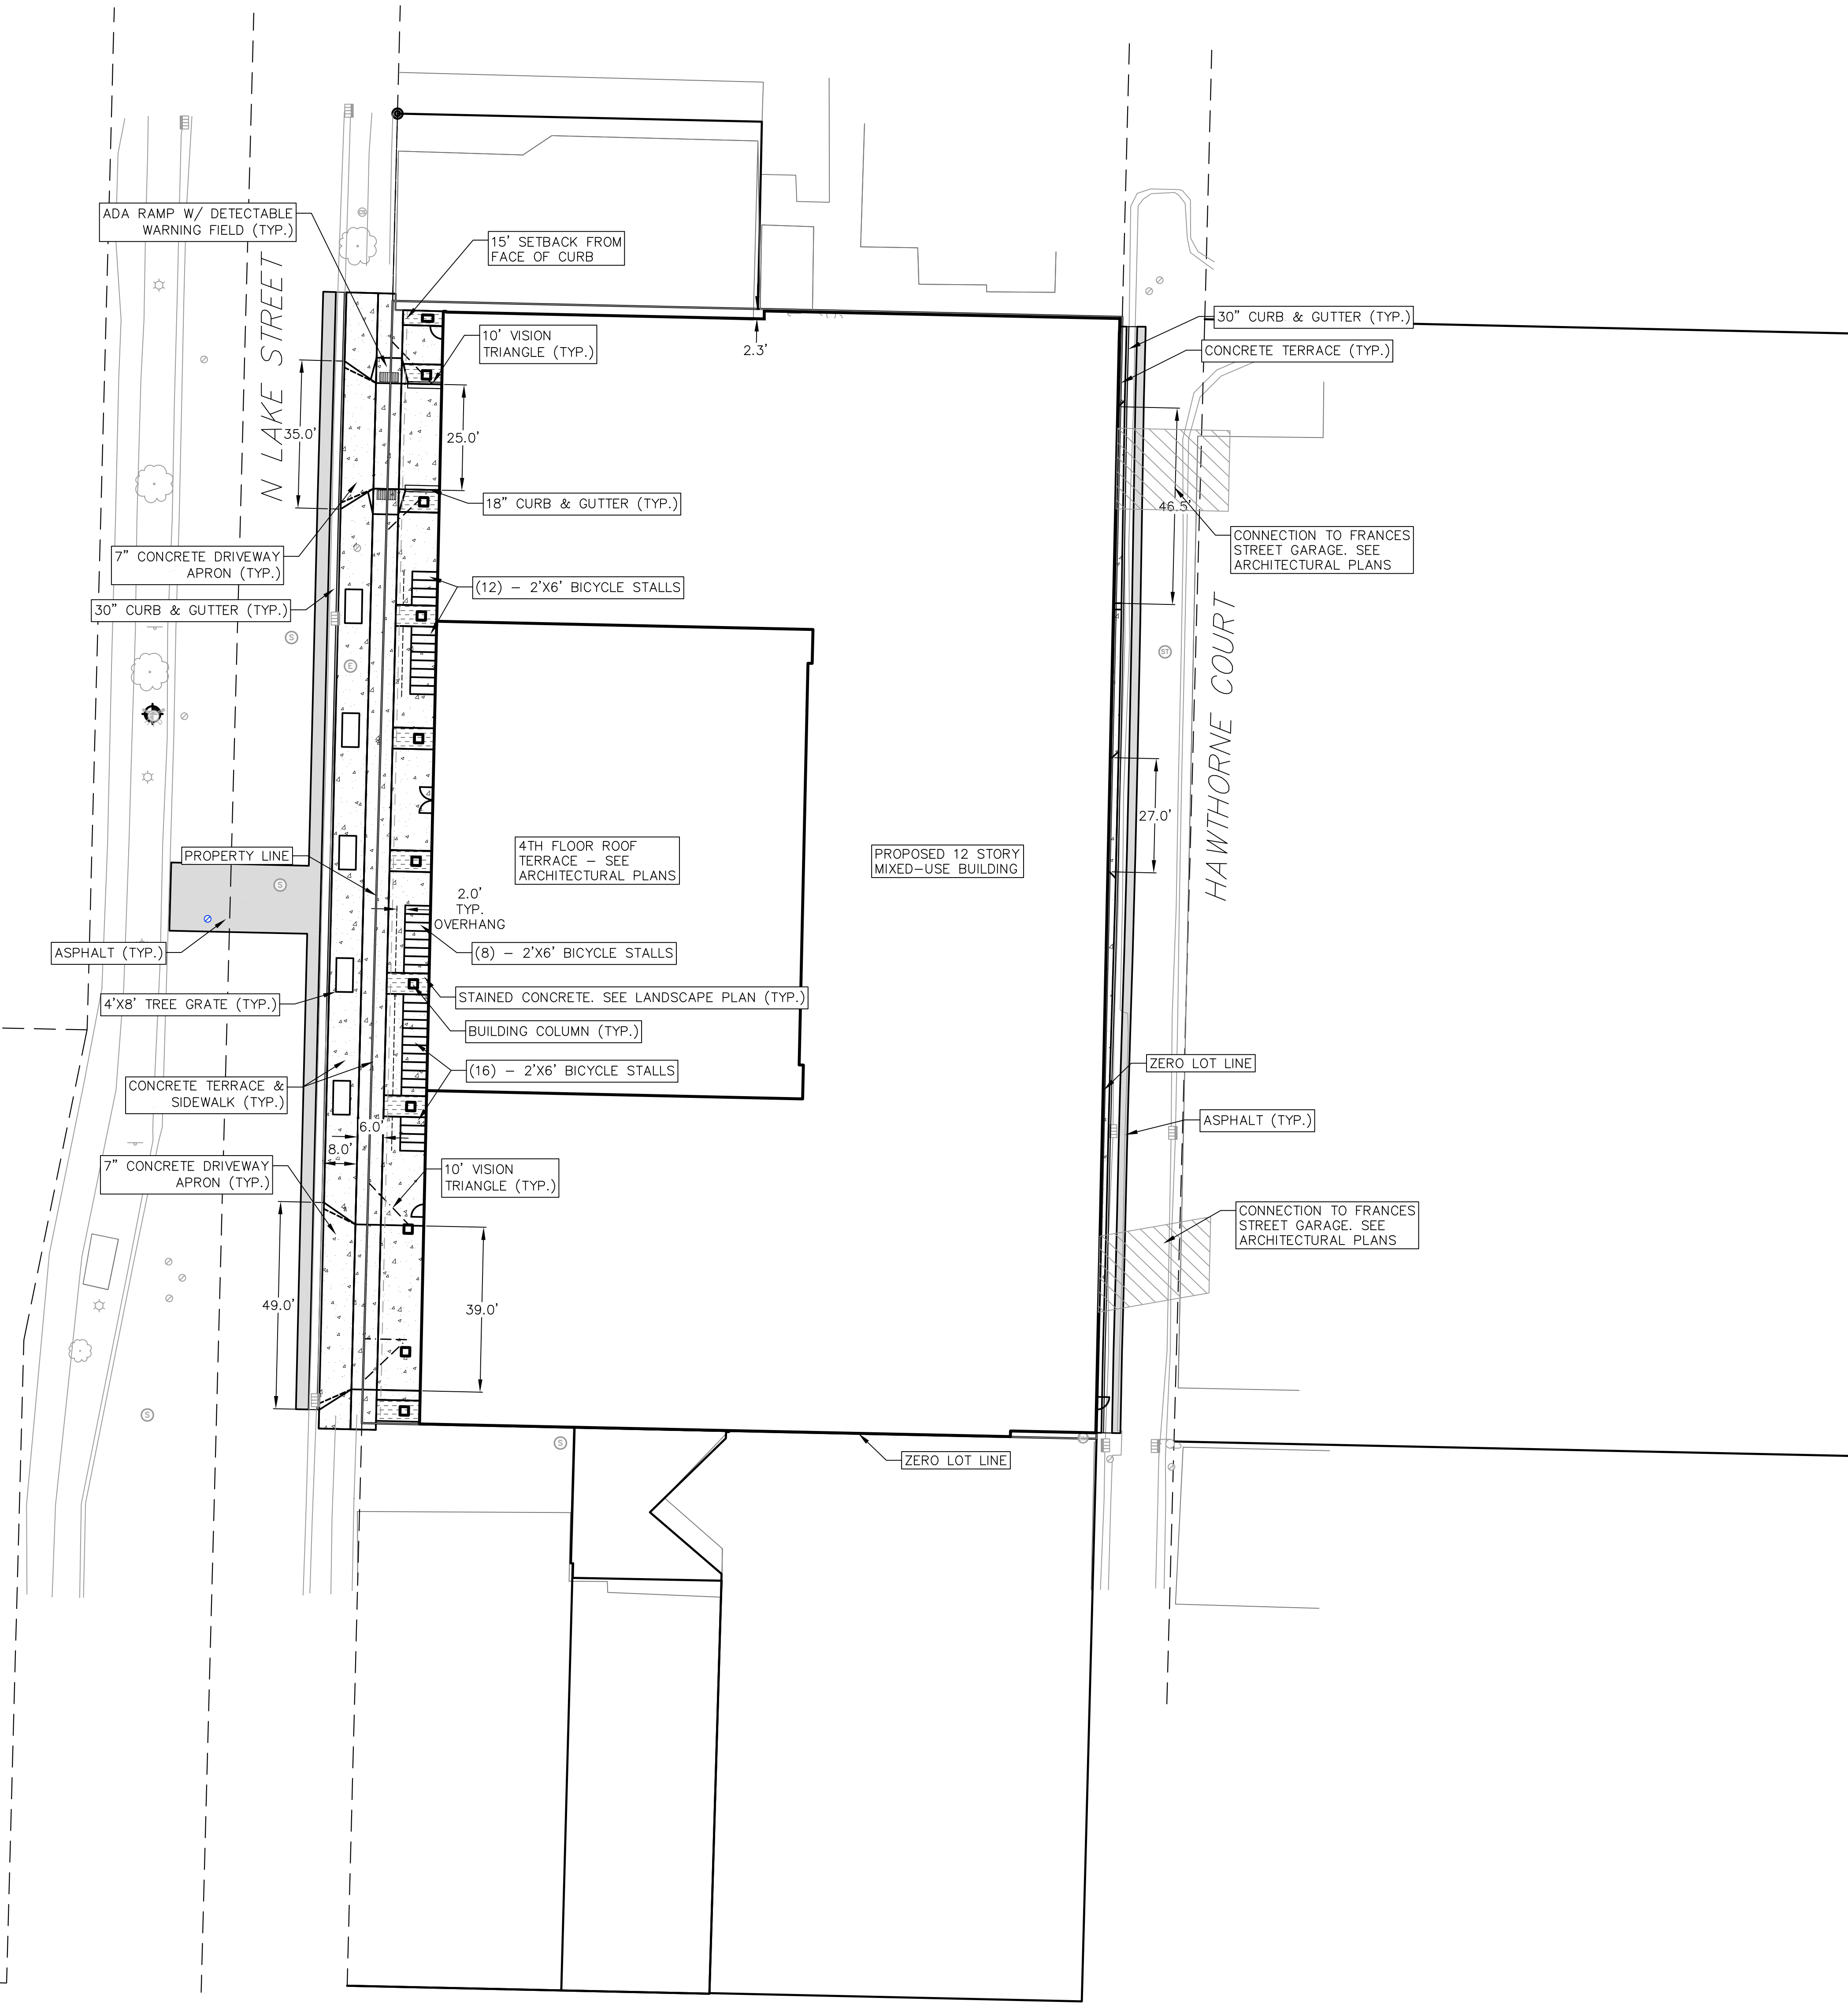 ADA RAMP W/ DETECTABLE
WARNING FIELD (TYP.)
15' SETBACK FROM
FACE OF CURB
N LAKE STREET
10' VISION
TRIANGLE (TYP.)
2.3'
30" CURB & GUTTER (TYP.)
CONCRETE TERRACE (TYP.)
35.0'
25.0'
18" CURB & GUTTER (TYP.)
46.5'
CONNECTION TO FRANCES
STREET GARAGE. SEE
ARCHITECTURAL PLANS
7" CONCRETE DRIVEWAY
APRON (TYP.)
(12) – 2'X6' BICYCLE STALLS
30" CURB & GUTTER (TYP.)
S
E
ST
HAWTHORNE COURT
27.0'
PROPERTY LINE
4TH FLOOR ROOF
TERRACE – SEE
ARCHITECTURAL PLANS
PROPOSED 12 STORY
MIXED-USE BUILDING
S
2.0'
TYP.
OVERHANG
ASPHALT (TYP.)
(8) – 2'X6' BICYCLE STALLS
4'X8' TREE GRATE (TYP.)
STAINED CONCRETE. SEE LANDSCAPE PLAN (TYP.)
BUILDING COLUMN (TYP.)
(16) – 2'X6' BICYCLE STALLS
ZERO LOT LINE
CONCRETE TERRACE &
SIDEWALK (TYP.)
ASPHALT (TYP.)
6.0'
8.0'
7" CONCRETE DRIVEWAY
APRON (TYP.)
10' VISION
TRIANGLE (TYP.)
CONNECTION TO FRANCES
STREET GARAGE. SEE
ARCHITECTURAL PLANS
49.0'
39.0'
S
S
ZERO LOT LINE